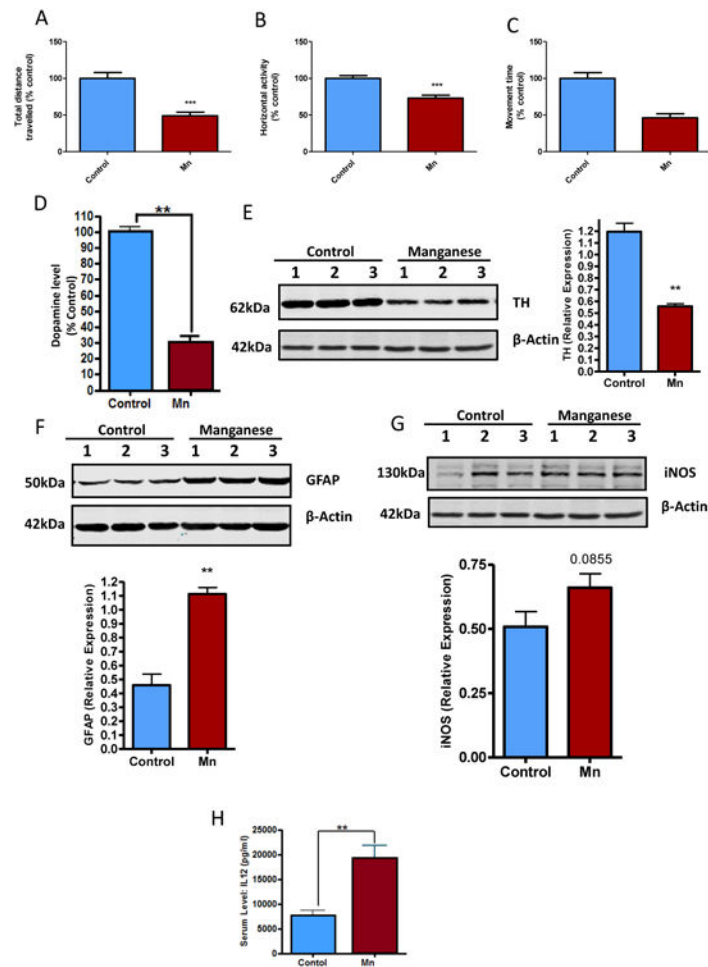 A
Total distance
travelled (% control)
150
100
50
0
***
Control
Mn
B
Horizontal activity
(% control)
150
100
50
0
***
Control
Mn
C
Movement time
(% control)
150
100
50
0
Control
Mn
D
Dopamine level
(% Control)
110
100
90
80
70
60
50
40
30
20
10
0
**
Control
Mn
E
Control Manganese
1 2 3 1 2 3
62kDa TH
42kDa β-Actin
TH (Relative Expression)
1.2
1.1
1.0
0.9
0.8
0.7
0.6
0.5
0.4
0.3
0.2
0.1
0.0
**
Control
Mn
F
Control Manganese
1 2 3 1 2 3
50kDa GFAP
42kDa β-Actin
GFAP (Relative Expression)
1.2
1.1
1.0
0.9
0.8
0.7
0.6
0.5
0.4
0.3
0.2
0.1
0.0
**
Control
Mn
G
Control Manganese
1 2 3 1 2 3
130kDa iNOS
42kDa β-Actin
iNOS (Relative Expression)
0.75
0.50
0.25
0.00
0.0855
Control
Mn
H
Serum Level: IL12 (pg/ml)
25000
20000
15000
10000
5000
0
**
Contol
Mn